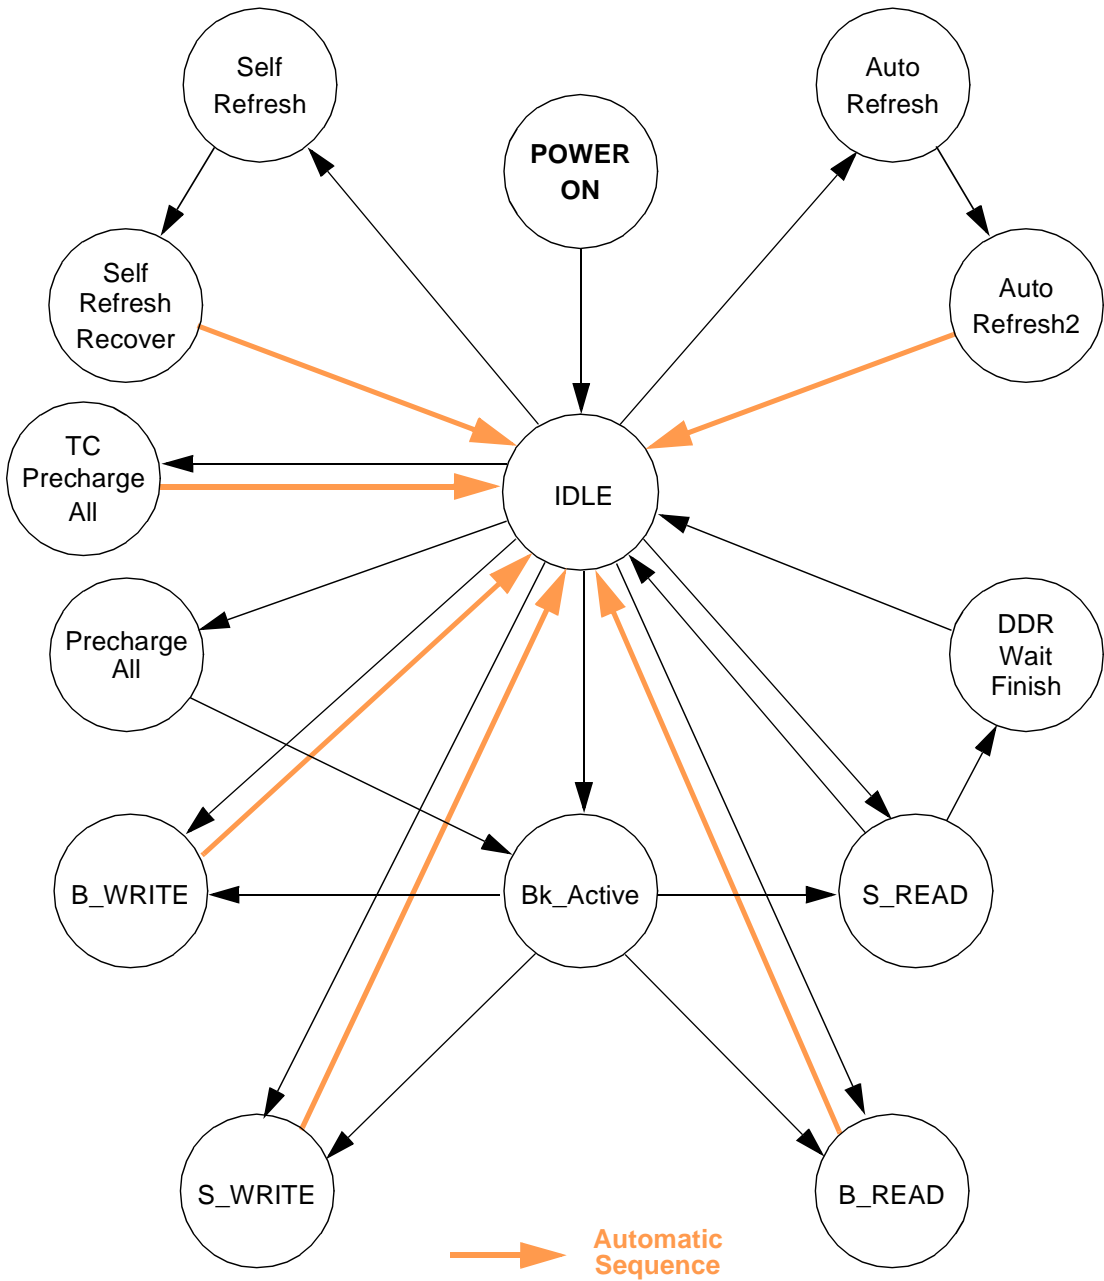 Self
Refresh
Auto
Refresh
POWER
ON
Self
Refresh
Recover
Auto
Refresh2
TC
Precharge
All
IDLE
Precharge
All
DDR
Wait
Finish
B_WRITE
Bk_Active
S_READ
S_WRITE
B_READ
Automatic
Sequence